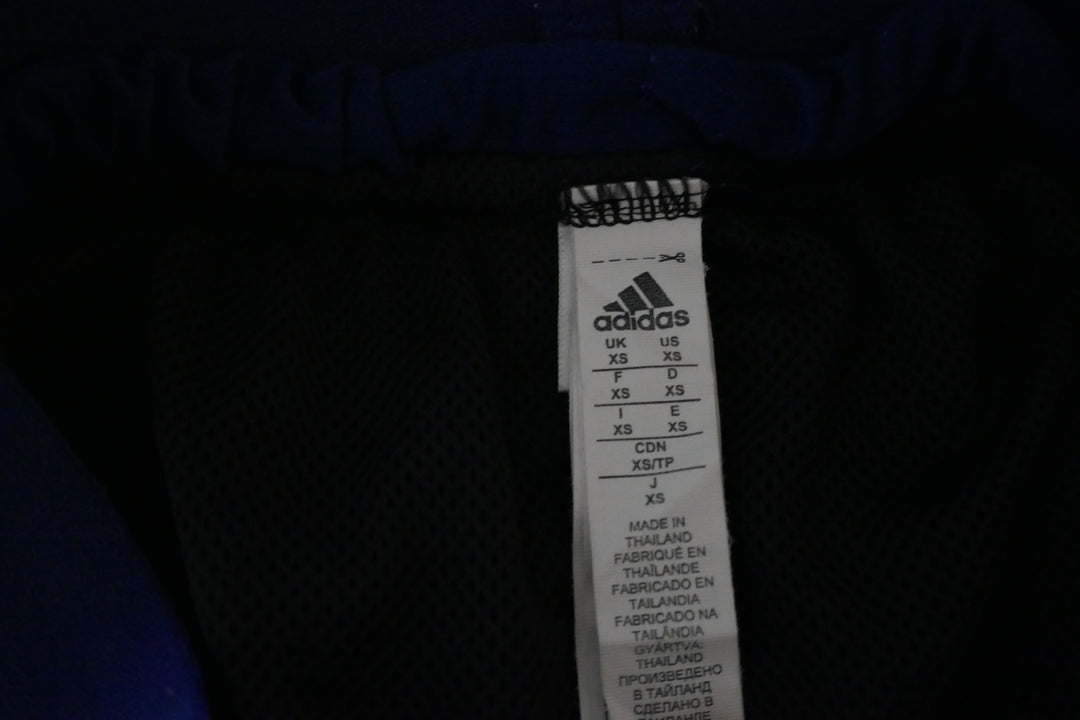 adidas
UK US
XS XS
F D
XS XS
I E
XS XS
CDN
XS/TP
J
XS
MADE IN
THAILAND
FABRIQUÉ EN
THAÏLANDE
FABRICADO EN
TAILANDIA
FABRICADO NA
TAILÂNDIA
GYÁRTVA:
THAILAND
ПРОИЗВЕДЕНО
В ТАЙЛАНД
СДЕЛАНО В